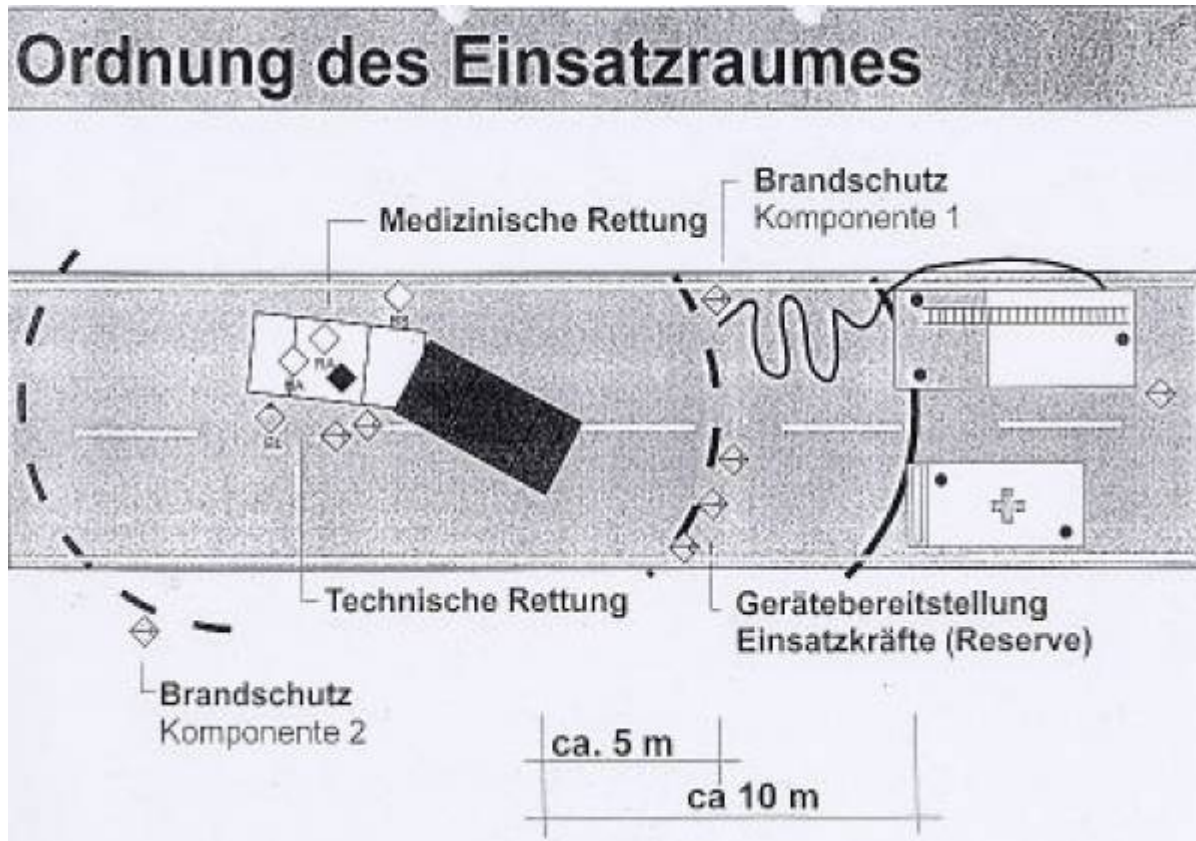 Ordnung des Einsatzraumes
Brandschutz
Komponente 1
Medizinische Rettung
Technische Rettung
Gerätebereitstellung
Einsatzkräfte (Reserve)
Brandschutz
Komponente 2
ca. 5 m
ca 10 m